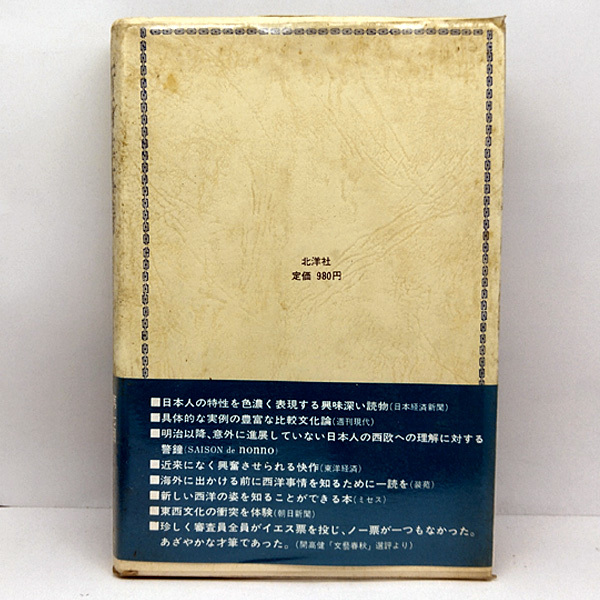 北洋社
定価 980円
■日本人の特性を色濃く表現する興味深い読物(日本経済新聞)
■具体的な実例の豊富な比較文化論(週刊現代)
■明治以降、意外に進展していない日本人の西欧への理解に対する
警鐘(SAISON de nonno)
■近来になく興奮させられる快作(東洋経済)
■海外に出かける前に西洋事情を知るために一読を(装苑)
■新しい西洋の姿を知ることができる本(ミセス)
■東西文化の衝突を体験(朝日新聞)
■珍しく審査員全員がイエス票を投じ、ノー票が一つもなかった。
あざやかな才筆であった。(開高健「文藝春秋」選評より)